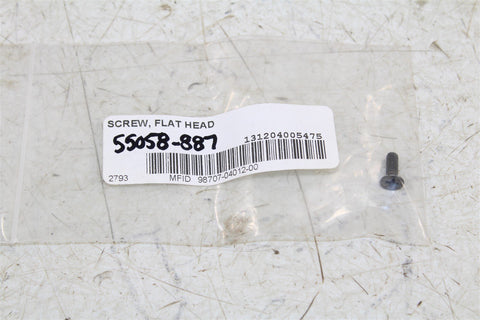 SCREW, FLAT HEAD
55058-887 131204005475
2793 MFID 98707-04012-00